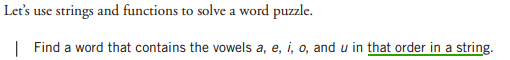 Let's use strings and functions to solve a word puzzle.
| Find a word that contains the vowels a, e, i, o, and u in that order in a string.